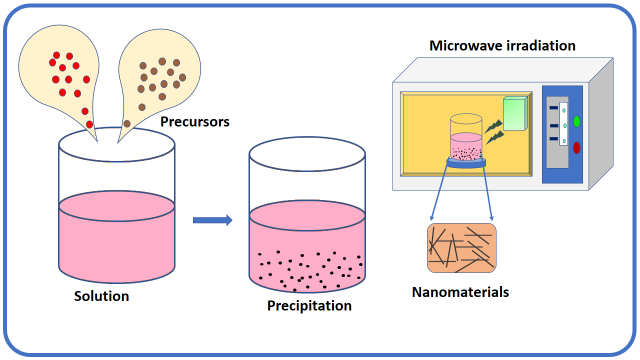 Microwave irradiation
Precursors
Solution
Precipitation
Nanomaterials